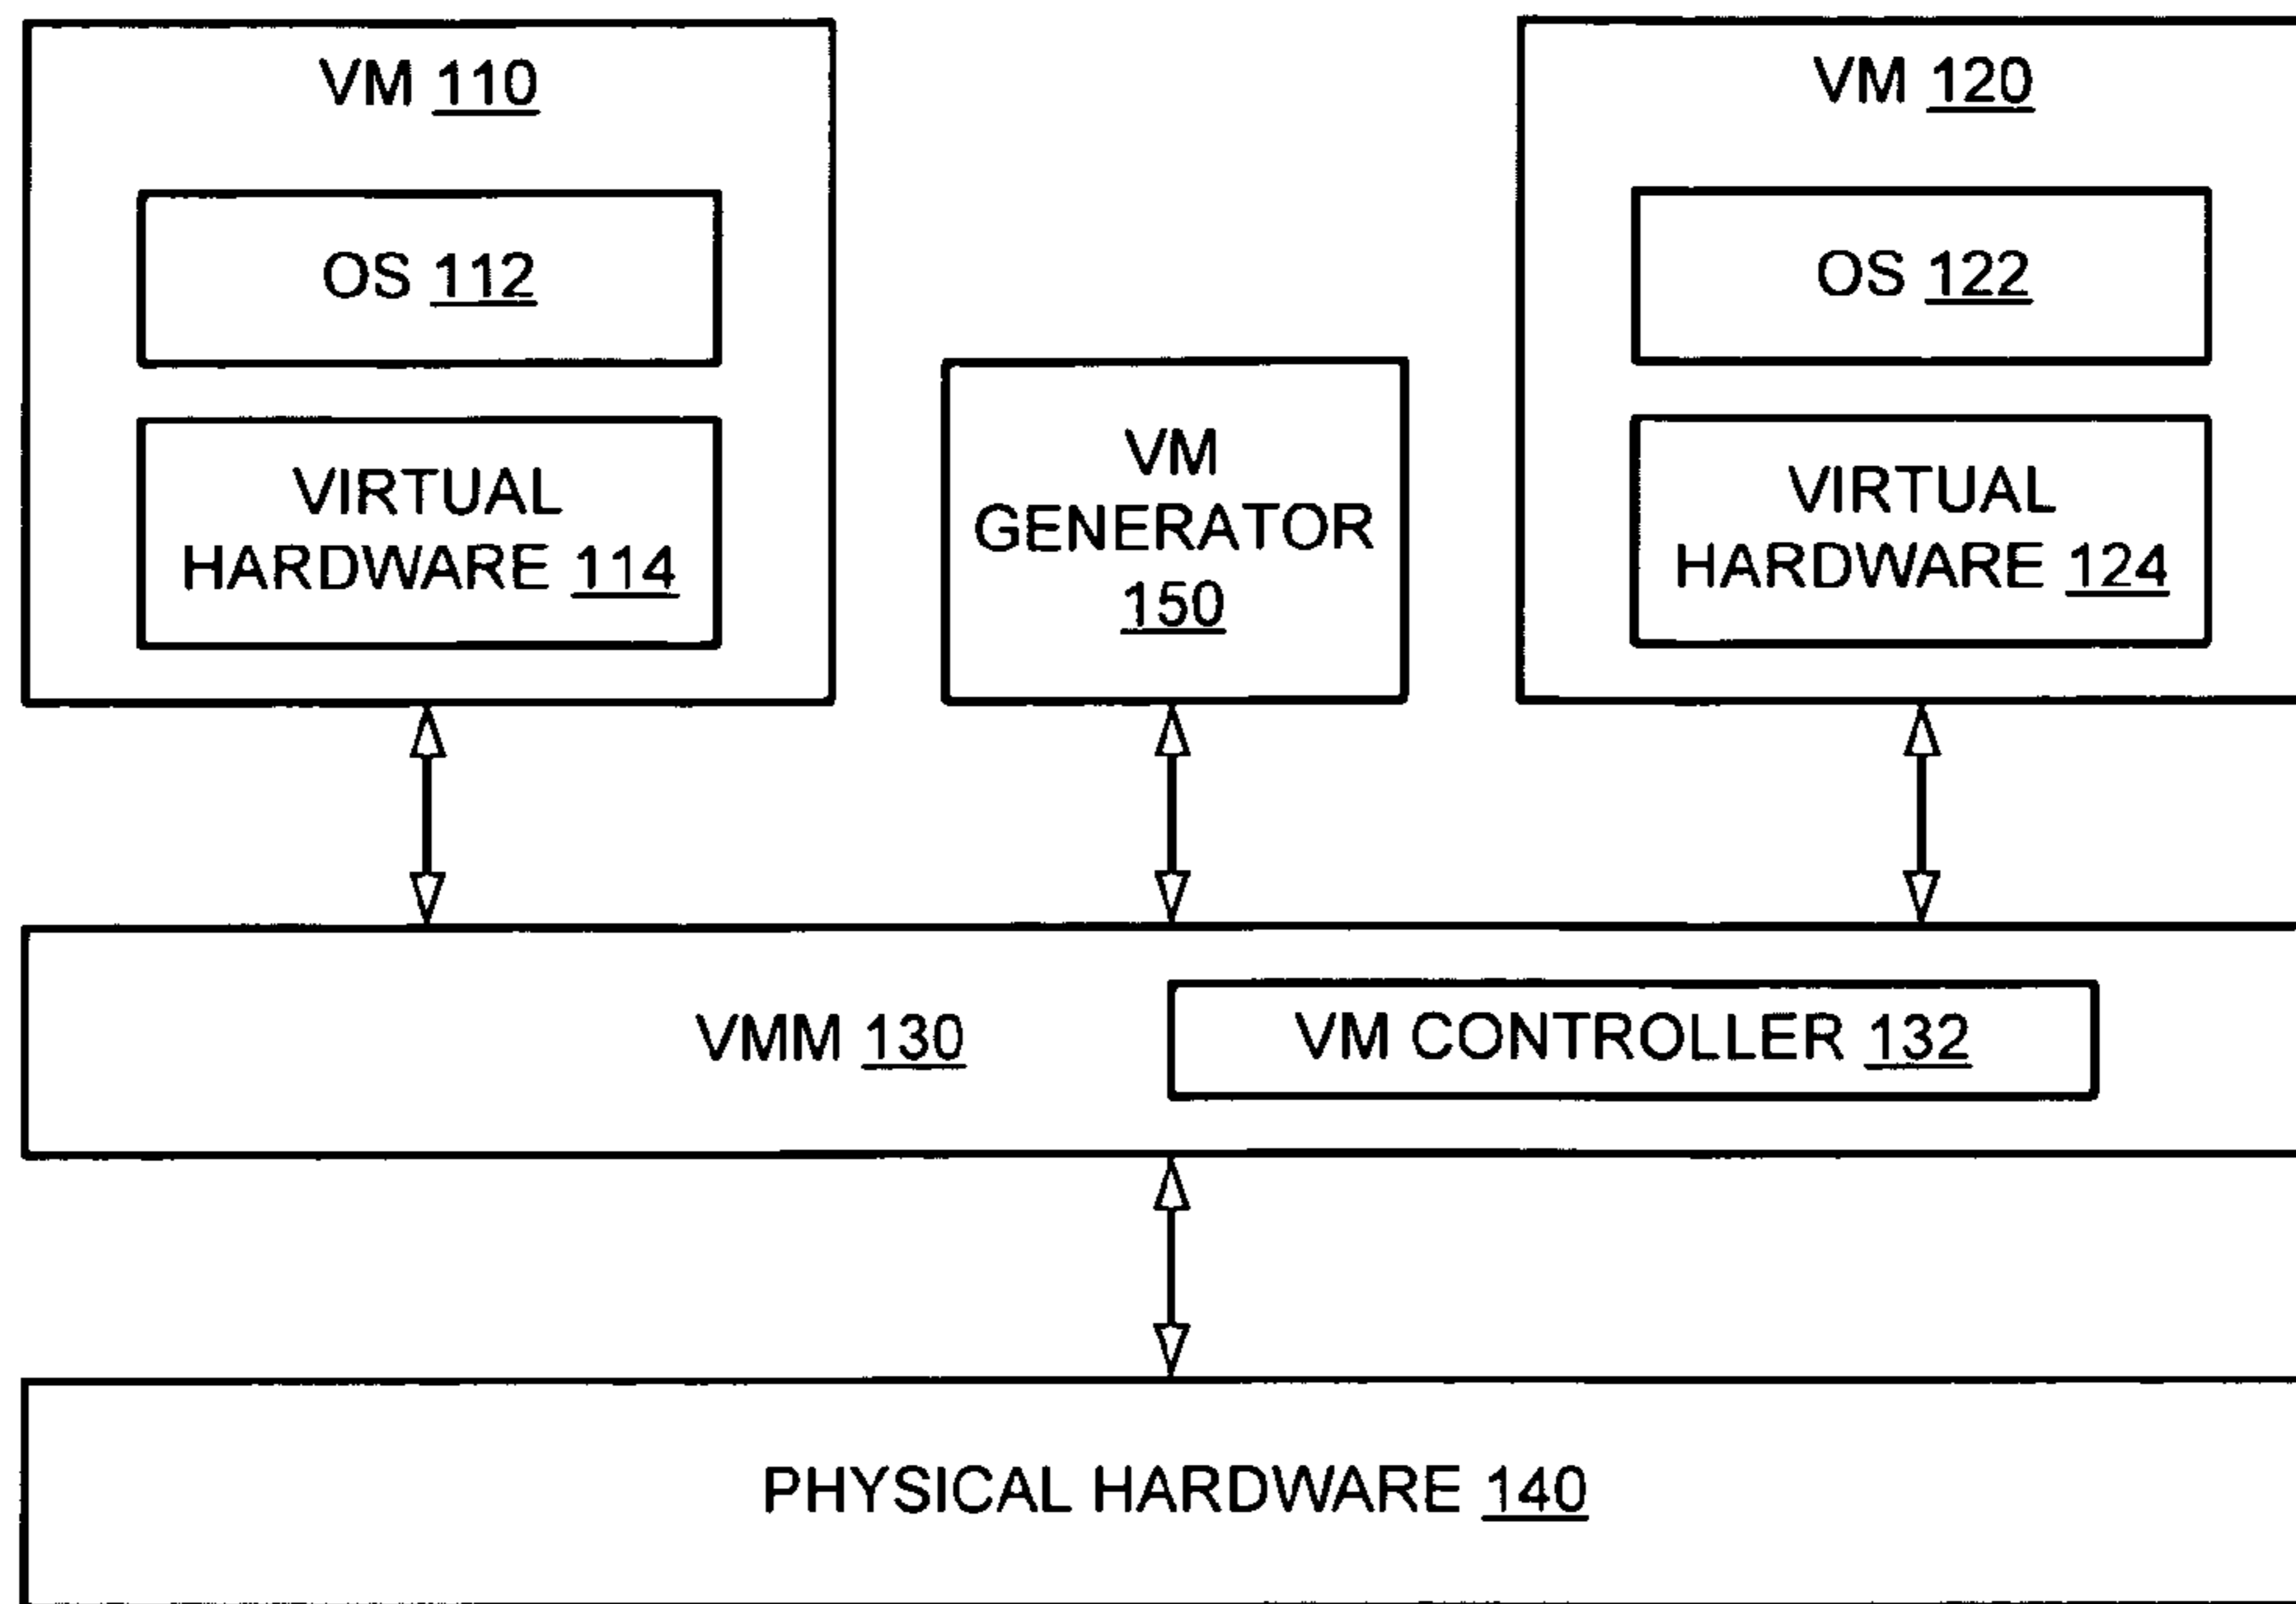 VM 110
OS 112
VIRTUAL
HARDWARE 114
VM
GENERATOR
150
VM 120
OS 122
VIRTUAL
HARDWARE 124
VMM 130
VM CONTROLLER 132
PHYSICAL HARDWARE 140